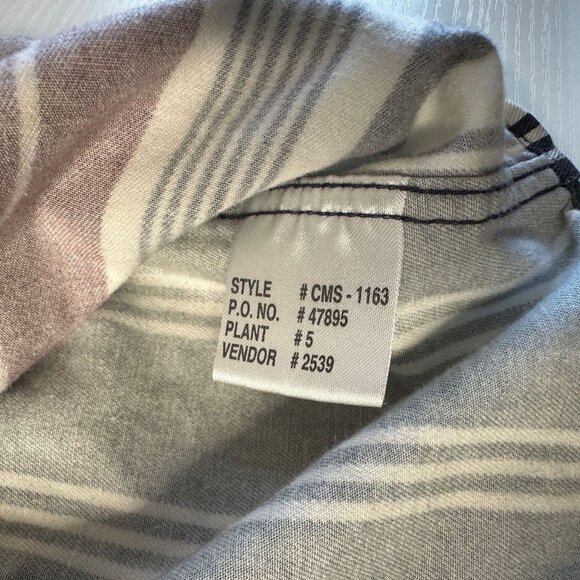 STYLE # CMS - 1163
P.O. NO. # 47895
PLANT # 5
VENDOR # 2539